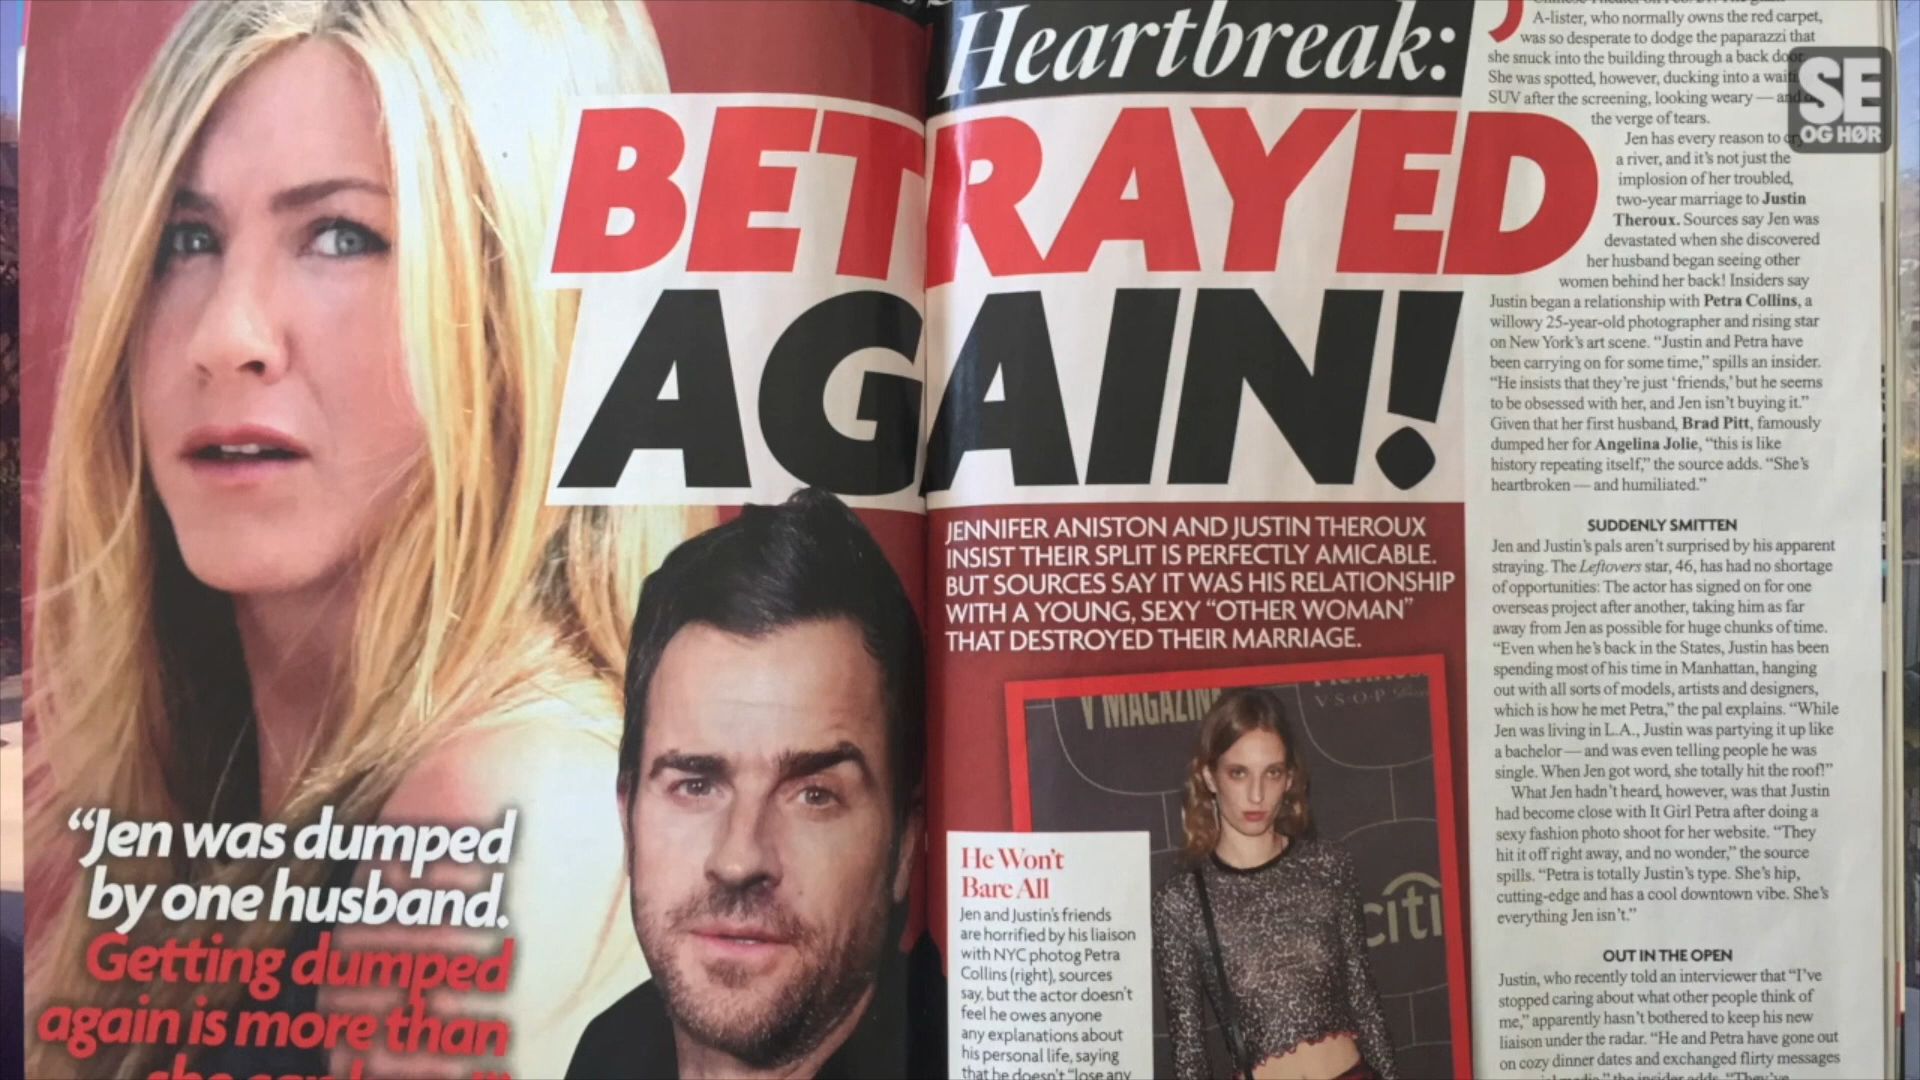 Heartbreak:
BETRAYED
AGAIN!
JENNIFER ANISTON AND JUSTIN THEROUX
INSIST THEIR SPLIT IS PERFECTLY AMICABLE.
BUT SOURCES SAY IT WAS HIS RELATIONSHIP
WITH A YOUNG, SEXY “OTHER WOMAN”
THAT DESTROYED THEIR MARRIAGE.
“Jen was dumped
by one husband.
Getting dumped
again is more than
V MAGAZINE
V·S·O·P
citi
He Won’t
Bare All
Jen and Justin’s friends
are horrified by his liaison
with NYC photog Petra
Collins (right), sources
say, but the actor doesn’t
feel he owes anyone
any explanations about
his personal life, saying
that he doesn’t “lose any
A-lister, who normally owns the red carpet,
was so desperate to dodge the paparazzi that
she snuck into the building through a back door.
She was spotted, however, ducking into a
SUV after the screening, looking weary — and
the verge of tears.
Jen has every reason to
a river, and it’s not just the
implosion of her troubled,
two-year marriage to Justin
Theroux. Sources say Jen was
devastated when she discovered
her husband began seeing other
women behind her back! Insiders say
Justin began a relationship with Petra Collins, a
willowy 25-year-old photographer and rising star
on New York’s art scene. “Justin and Petra have
been carrying on for some time,” spills an insider.
“He insists that they’re just ‘friends,’ but he seems
to be obsessed with her, and Jen isn’t buying it.”
Given that her first husband, Brad Pitt, famously
dumped her for Angelina Jolie, “this is like
history repeating itself,” the source adds. “She’s
heartbroken — and humiliated.”
SUDDENLY SMITTEN
Jen and Justin’s pals aren’t surprised by his apparent
straying. The Leftovers star, 46, has had no shortage
of opportunities: The actor has signed on for one
overseas project after another, taking him as far
away from Jen as possible for huge chunks of time.
“Even when he’s back in the States, Justin has been
spending most of his time in Manhattan, hanging
out with all sorts of models, artists and designers,
which is how he met Petra,” the pal explains. “While
Jen was living in L.A., Justin was partying it up like
a bachelor — and was even telling people he was
single. When Jen got word, she totally hit the roof!”
What Jen hadn’t heard, however, was that Justin
had become close with It Girl Petra after doing a
sexy fashion photo shoot for her website. “They
hit it off right away, and no wonder,” the source
spills. “Petra is totally Justin’s type. She’s hip,
cutting-edge and has a cool downtown vibe. She’s
everything Jen isn’t.”
OUT IN THE OPEN
Justin, who recently told an interviewer that “I’ve
stopped caring about what other people think of
me,” apparently hasn’t bothered to keep his new
liaison under the radar. “He and Petra have gone out
on cozy dinner dates and exchanged flirty messages
SE
OG HØR